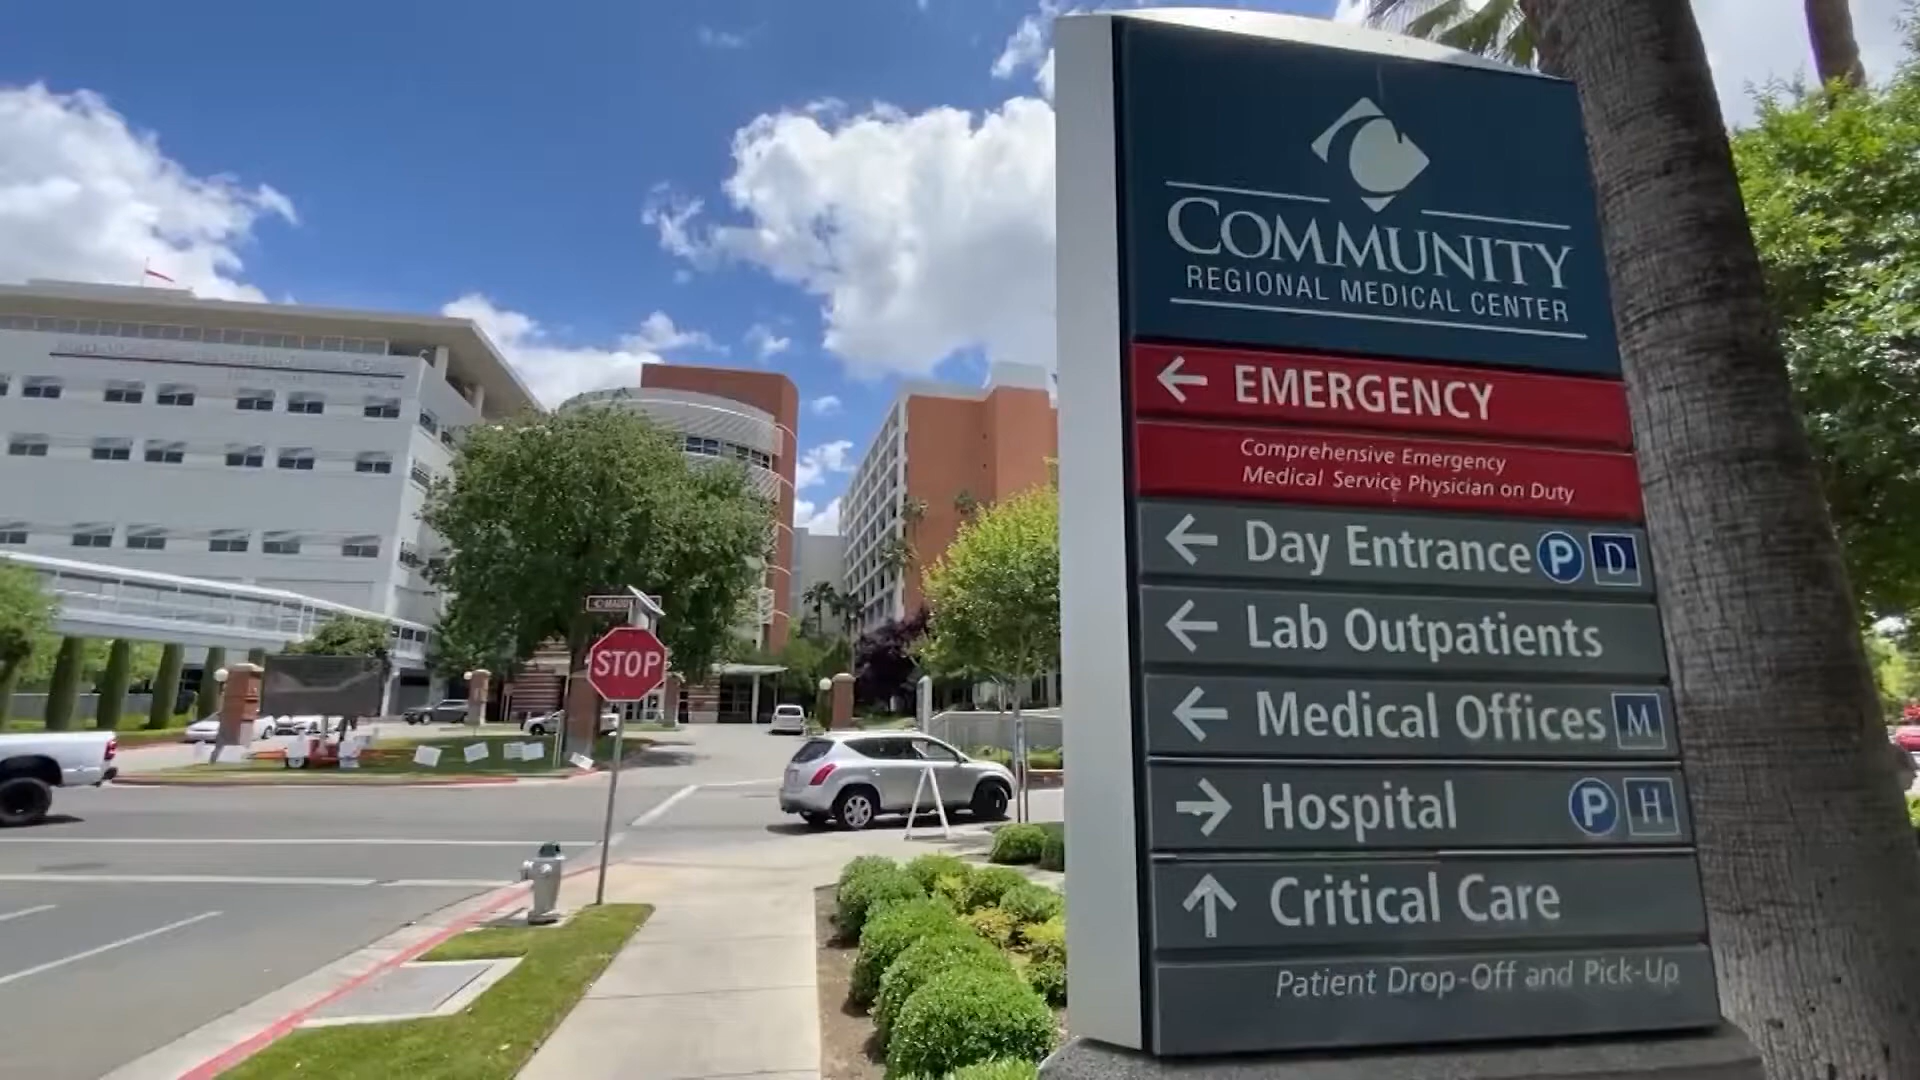 COMMUNITY
REGIONAL MEDICAL CENTER
← EMERGENCY
Comprehensive Emergency
Medical Service Physician on Duty
← Day Entrance P D
← Lab Outpatients
← Medical Offices M
→ Hospital P H
↑ Critical Care
Patient Drop-Off and Pick-Up
STOP